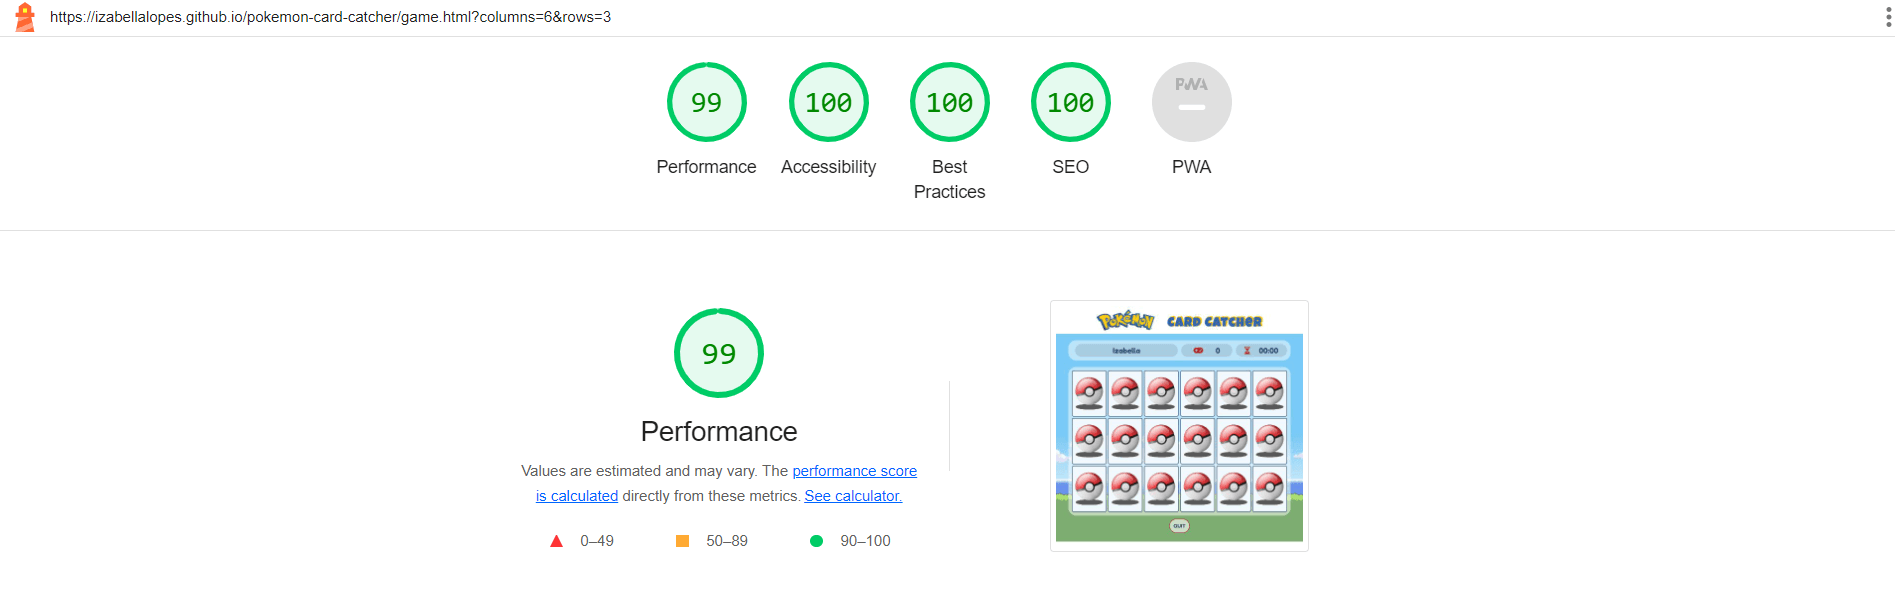 https://izabellalopes.github.io/pokemon-card-catcher/game.html?columns=6&rows=3
99
100
100
100
PWA
Performance
Accessibility
Best
Practices
SEO
PWA
99
Performance
Values are estimated and may vary. The performance score
is calculated directly from these metrics. See calculator.
0–49
50–89
90–100
POKéMON CARD CATCHER
Izabella
0
00:00
QUIT